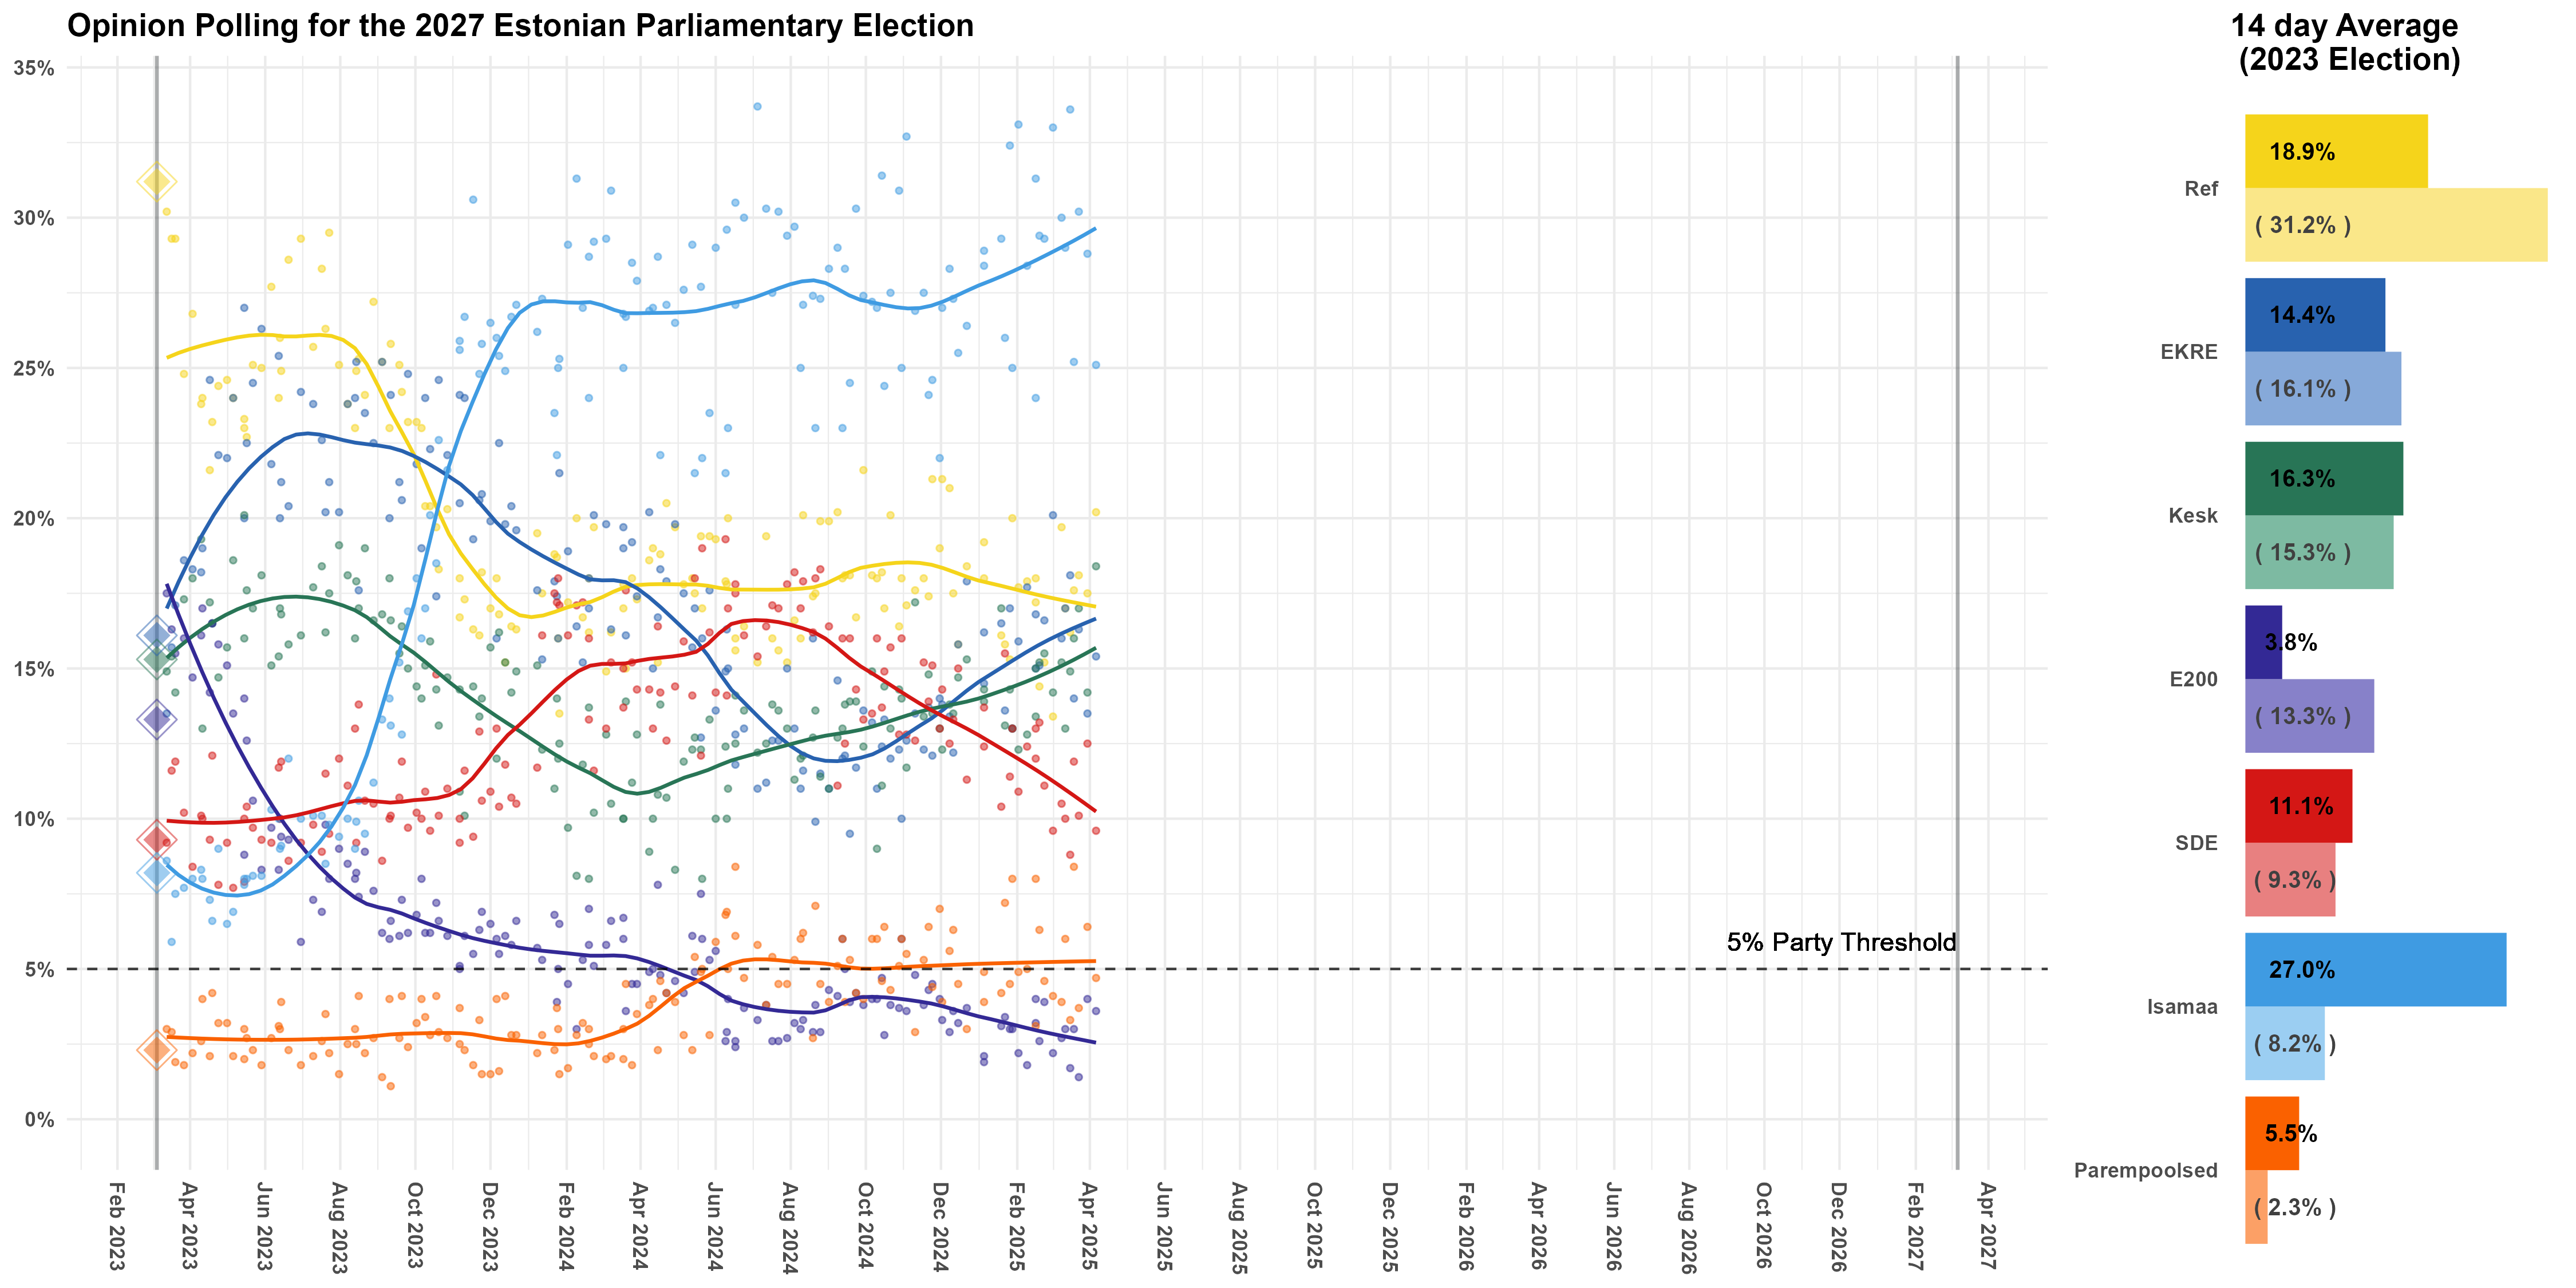 Opinion Polling for the 2027 Estonian Parliamentary Election
35%
30%
25%
20%
15%
10%
5%
0%
5% Party Threshold
Feb 2023
Apr 2023
Jun 2023
Aug 2023
Oct 2023
Dec 2023
Feb 2024
Apr 2024
Jun 2024
Aug 2024
Oct 2024
Dec 2024
Feb 2025
Apr 2025
Jun 2025
Aug 2025
Oct 2025
Dec 2025
Feb 2026
Apr 2026
Jun 2026
Aug 2026
Oct 2026
Dec 2026
Feb 2027
Apr 2027
14 day Average
(2023 Election)
Ref
18.9%
( 31.2% )
EKRE
14.4%
( 16.1% )
Kesk
16.3%
( 15.3% )
E200
3.8%
( 13.3% )
SDE
11.1%
( 9.3% )
Isamaa
27.0%
( 8.2% )
Parempoolsed
5.5%
( 2.3% )